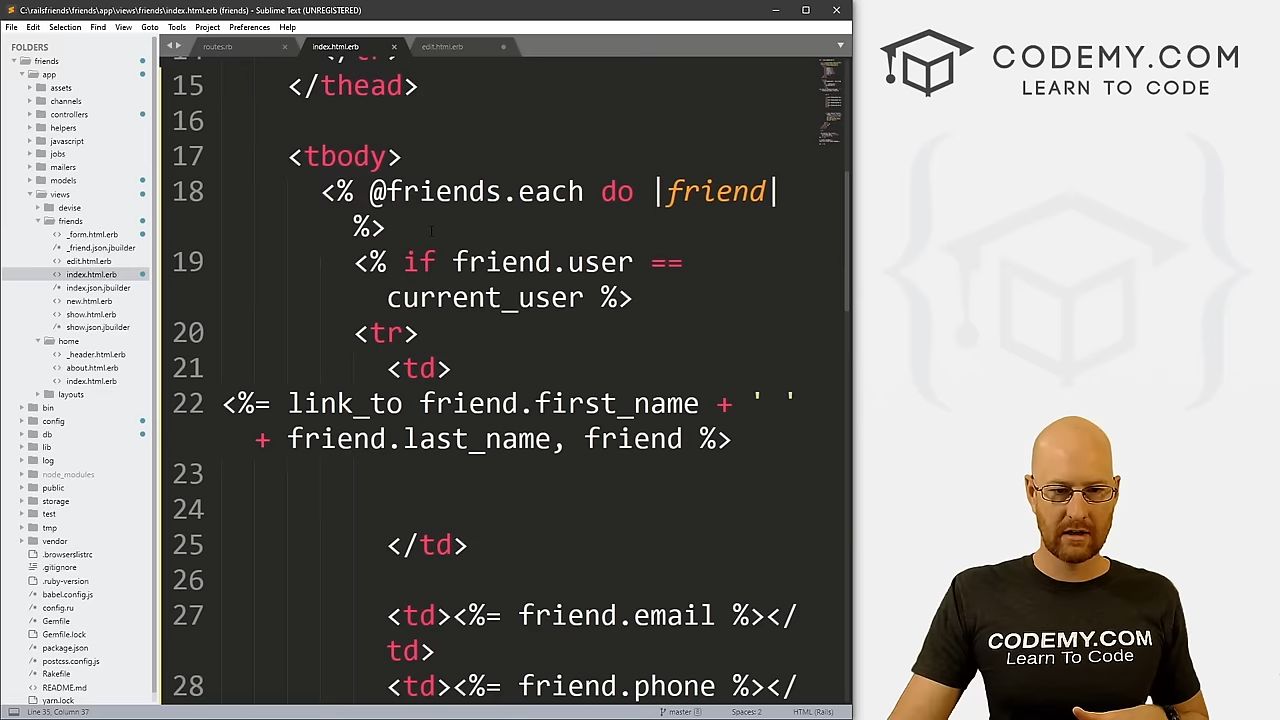 C:\railsfriends\friends\app\views\friends\index.html.erb (friends) - Sublime Text (UNREGISTERED)
File Edit Selection Find View Goto Tools Project Preferences Help
FOLDERS
friends
app
assets
channels
controllers
helpers
javascript
jobs
mailers
models
views
devise
friends
_form.html.erb
_friend.json.jbuilder
edit.html.erb
index.html.erb
index.json.jbuilder
new.html.erb
show.html.erb
show.json.jbuilder
home
_header.html.erb
about.html.erb
index.html.erb
layouts
bin
config
db
lib
log
node_modules
public
storage
test
tmp
vendor
.browserslistrc
.gitignore
.ruby-version
babel.config.js
config.ru
Gemfile
Gemfile.lock
package.json
postcss.config.js
Rakefile
README.md
yarn.lock
routes.rb index.html.erb edit.html.erb
15 </thead>
16
17 <tbody>
18 <% @friends.each do |friend|
%>
19 <% if friend.user ==
current_user %>
20 <tr>
21 <td>
22 <%= link_to friend.first_name + ' '
+ friend.last_name, friend %>
23
24
25 </td>
26
27 <td><%= friend.email %></
td>
28 <td><%= friend.phone %></
Line 35, Column 37 master 8 Spaces: 2 HTML (Rails)
CODEMY.COM
LEARN TO CODE
CODEMY.COM
Learn To Code